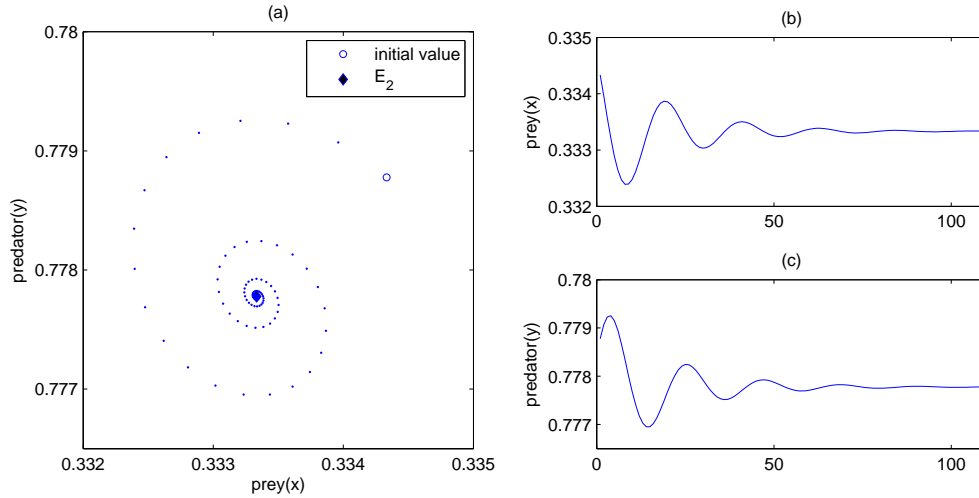 (a)
0.78
0.779
0.778
0.777
predator(y)
0.332
0.333
0.334
0.335
prey(x)
initial value
E_2
(b)
0.335
0.334
0.333
0.332
prey(x)
0
50
100
(c)
0.78
0.779
0.778
0.777
predator(y)
0
50
100